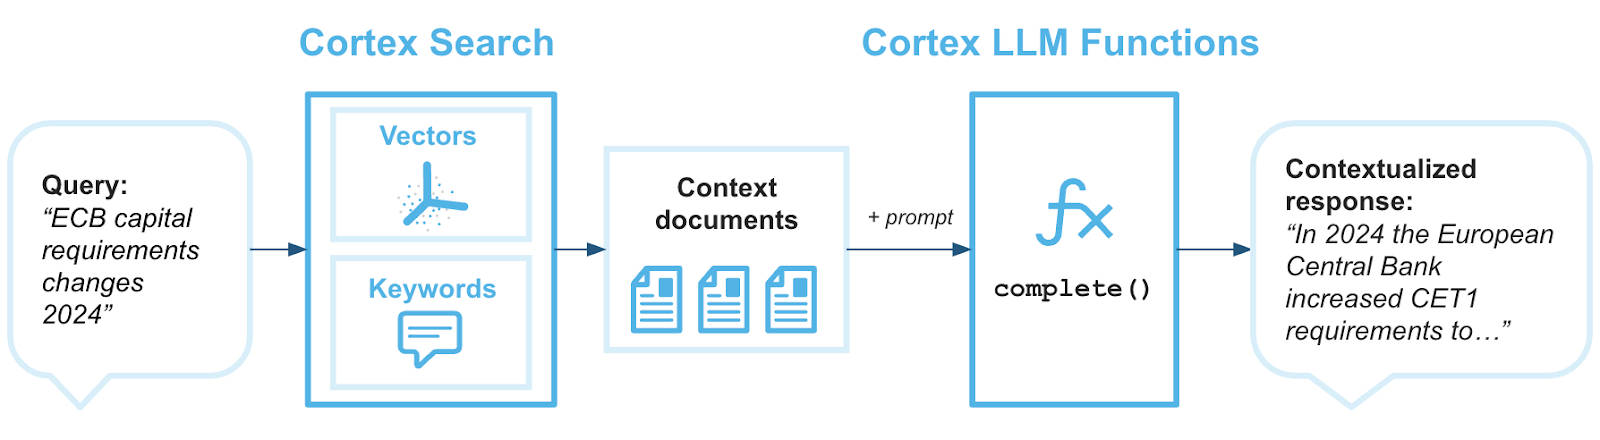 Cortex Search
Cortex LLM Functions
Query:
“ECB capital
requirements
changes
2024”
Vectors
Keywords
Context
documents
+ prompt
fx
complete()
Contextualized
response:
“In 2024 the European
Central Bank
increased CET1
requirements to…”